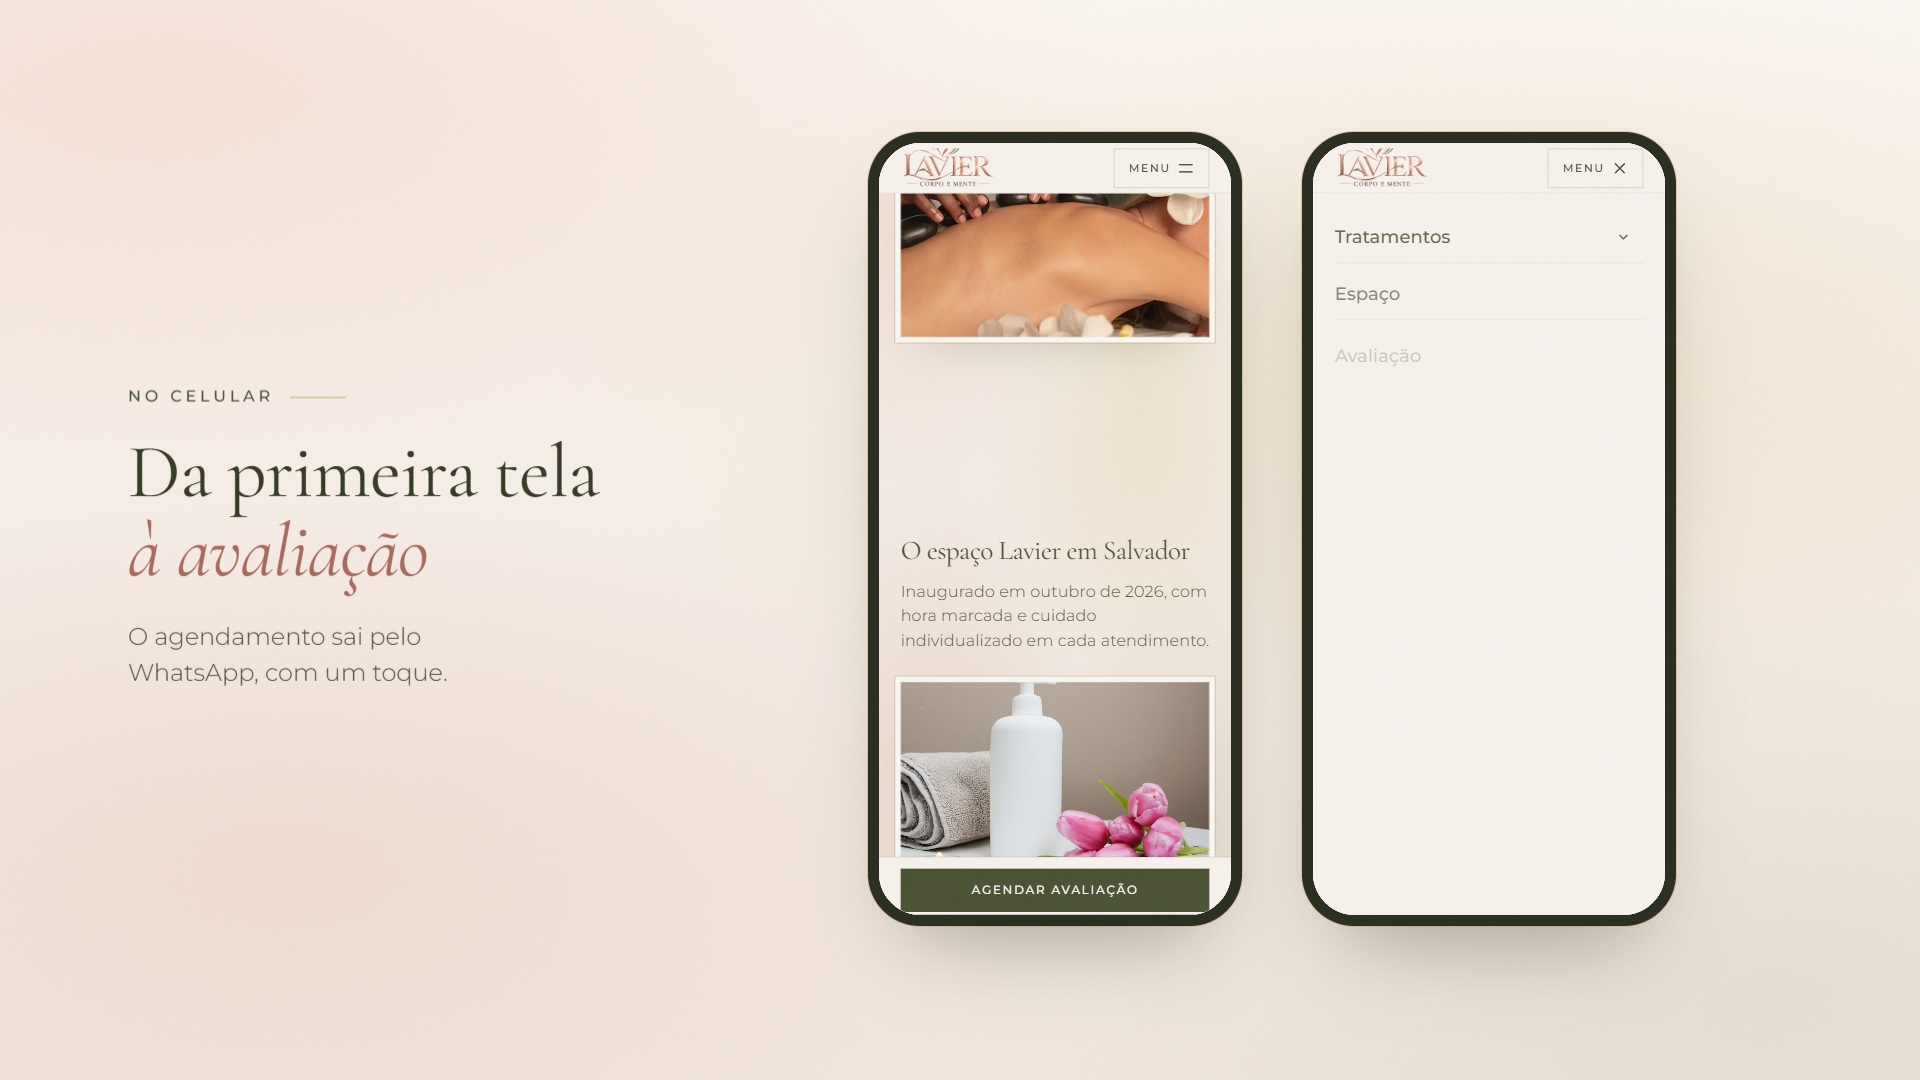 NO CELULAR
Da primeira tela
à avaliação
O agendamento sai pelo
WhatsApp, com um toque.
LAVIER
CORPO E MENTE
MENU
O espaço Lavier em Salvador
Inaugurado em outubro de 2026, com
hora marcada e cuidado
individualizado em cada atendimento.
AGENDAR AVALIAÇÃO
LAVIER
CORPO E MENTE
MENU
Tratamentos
Espaço
Avaliação